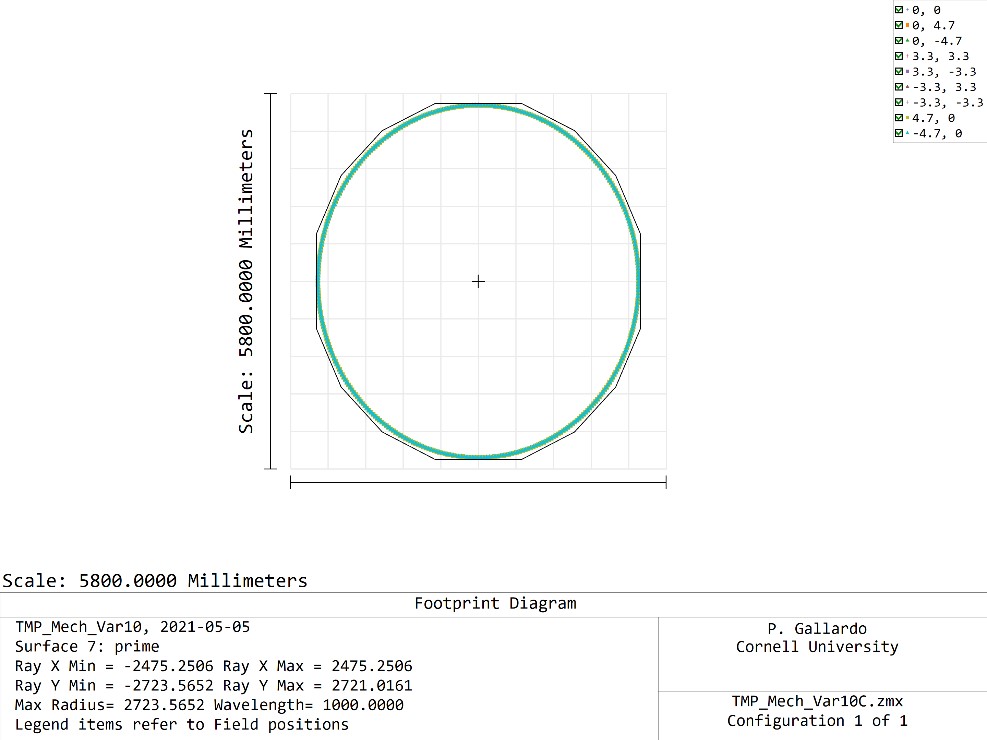 0, 0
0, 4.7
0, -4.7
3.3, 3.3
3.3, -3.3
-3.3, 3.3
-3.3, -3.3
4.7, 0
-4.7, 0
Scale: 5800.0000 Millimeters
Scale: 5800.0000 Millimeters
Footprint Diagram
TMP_Mech_Var10, 2021-05-05
Surface 7: prime
Ray X Min = -2475.2506 Ray X Max = 2475.2506
Ray Y Min = -2723.5652 Ray Y Max = 2721.0161
Max Radius= 2723.5652 Wavelength= 1000.0000
Legend items refer to Field positions
P. Gallardo
Cornell University
TMP_Mech_Var10C.zmx
Configuration 1 of 1